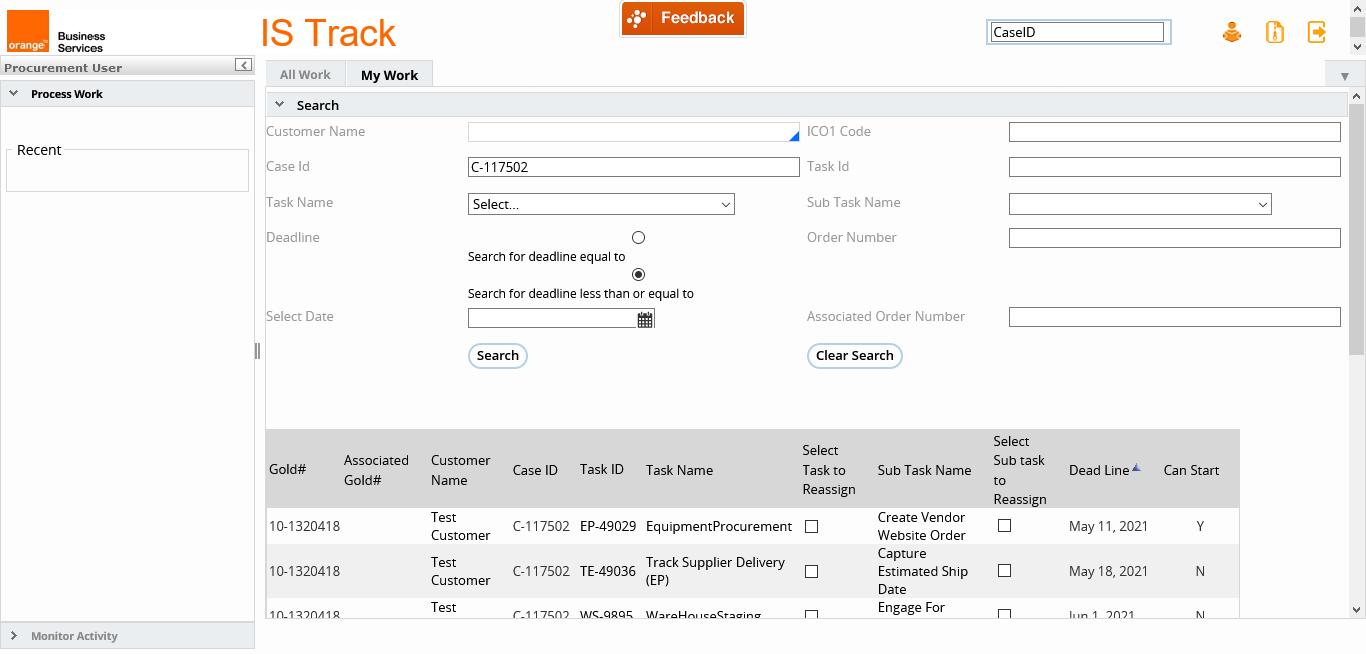 orange™
Business
Services
IS Track
Feedback
CaseID
Procurement User
Process Work
Recent
Monitor Activity
All Work
My Work
Search
Customer Name
ICO1 Code
Case Id
C-117502
Task Id
Task Name
Select...
Sub Task Name
Deadline
Search for deadline equal to
Search for deadline less than or equal to
Order Number
Select Date
Associated Order Number
Search
Clear Search
Gold#
Associated
Gold#
Customer
Name
Case ID
Task ID
Task Name
Select
Task to
Reassign
Sub Task Name
Select
Sub task
to
Reassign
Dead Line
Can Start
10-1320418
Test
Customer
C-117502
EP-49029
EquipmentProcurement
Create Vendor
Website Order
May 11, 2021
Y
10-1320418
Test
Customer
C-117502
TE-49036
Track Supplier Delivery
(EP)
Capture
Estimated Ship
Date
May 18, 2021
N
10-1320418
Test
C-117502
WS-9895
WareHouseStaging
Engage For
Jun 1, 2021
N